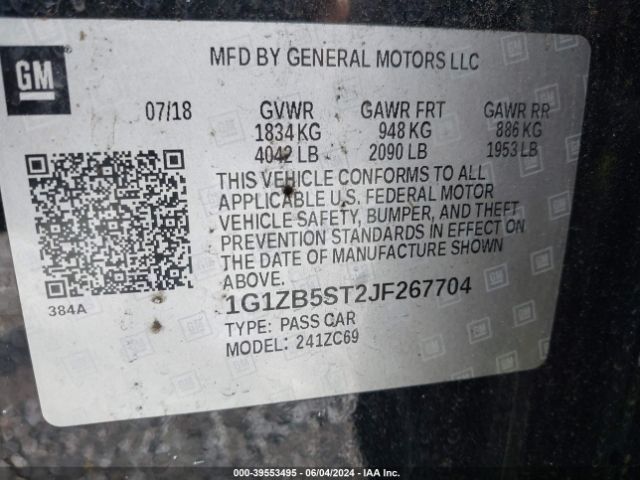 GM
MFD BY GENERAL MOTORS LLC
07/18 GVWR GAWR FRT GAWR RR
1834 KG 948 KG 886 KG
4042 LB 2090 LB 1953 LB
THIS VEHICLE CONFORMS TO ALL
APPLICABLE U.S. FEDERAL MOTOR
VEHICLE SAFETY, BUMPER, AND THEFT
PREVENTION STANDARDS IN EFFECT ON
THE DATE OF MANUFACTURE SHOWN
ABOVE.
384A
1G1ZB5ST2JF267704
TYPE: PASS CAR
MODEL: 241ZC69
000-39553495 - 06/04/2024 - IAA Inc.